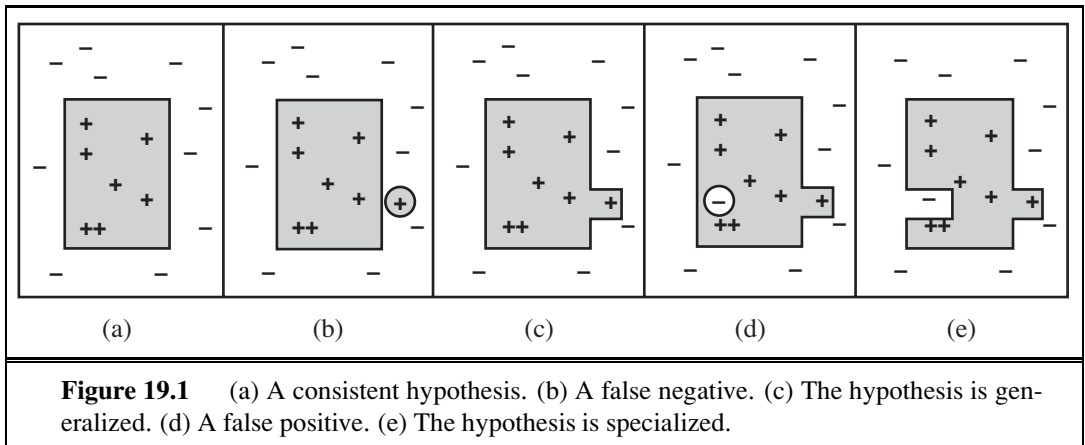 (a) (b) (c) (d) (e)
Figure 19.1 (a) A consistent hypothesis. (b) A false negative. (c) The hypothesis is gen-
eralized. (d) A false positive. (e) The hypothesis is specialized.